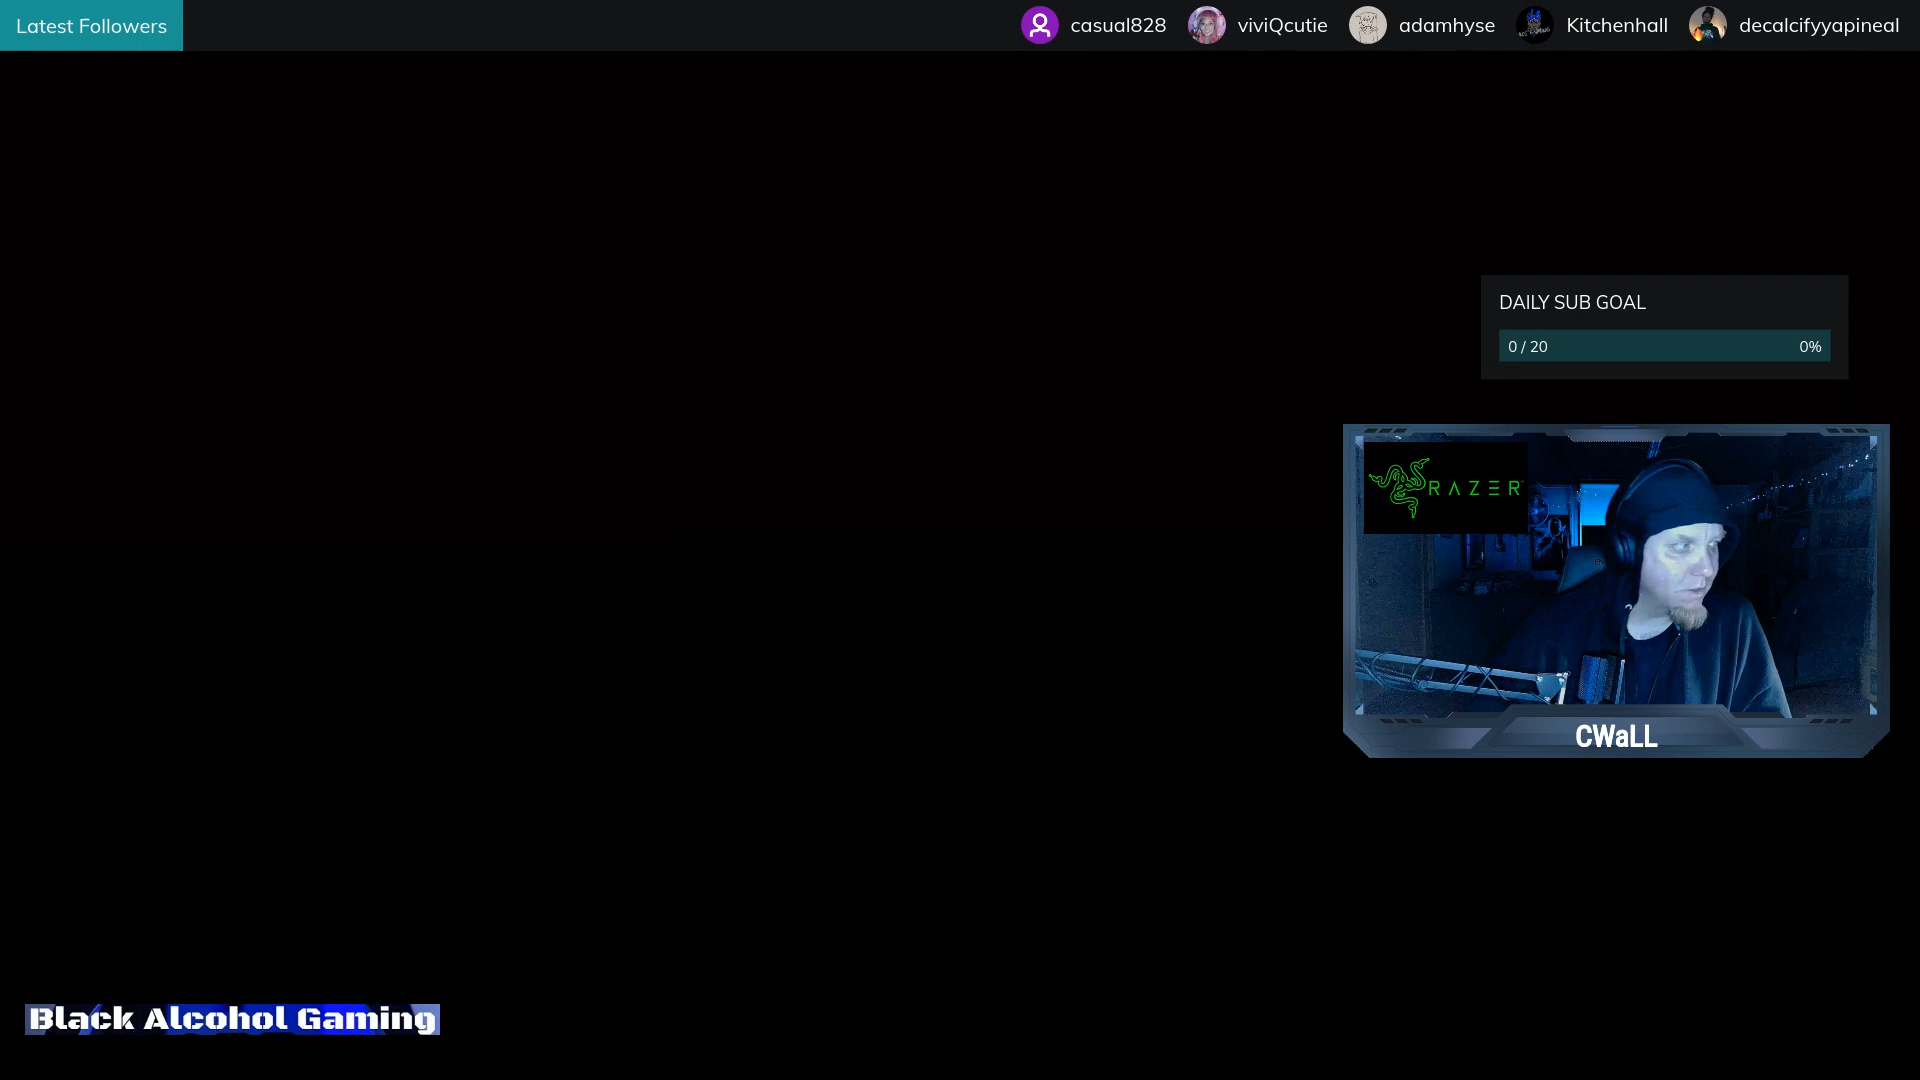 Latest Followers
casual828
viviQcutie
adamhyse
Kitchenhall
decalcifyyapineal
DAILY SUB GOAL
0 / 20
0%
RAZER
CWaLL
Black Alcohol Gaming